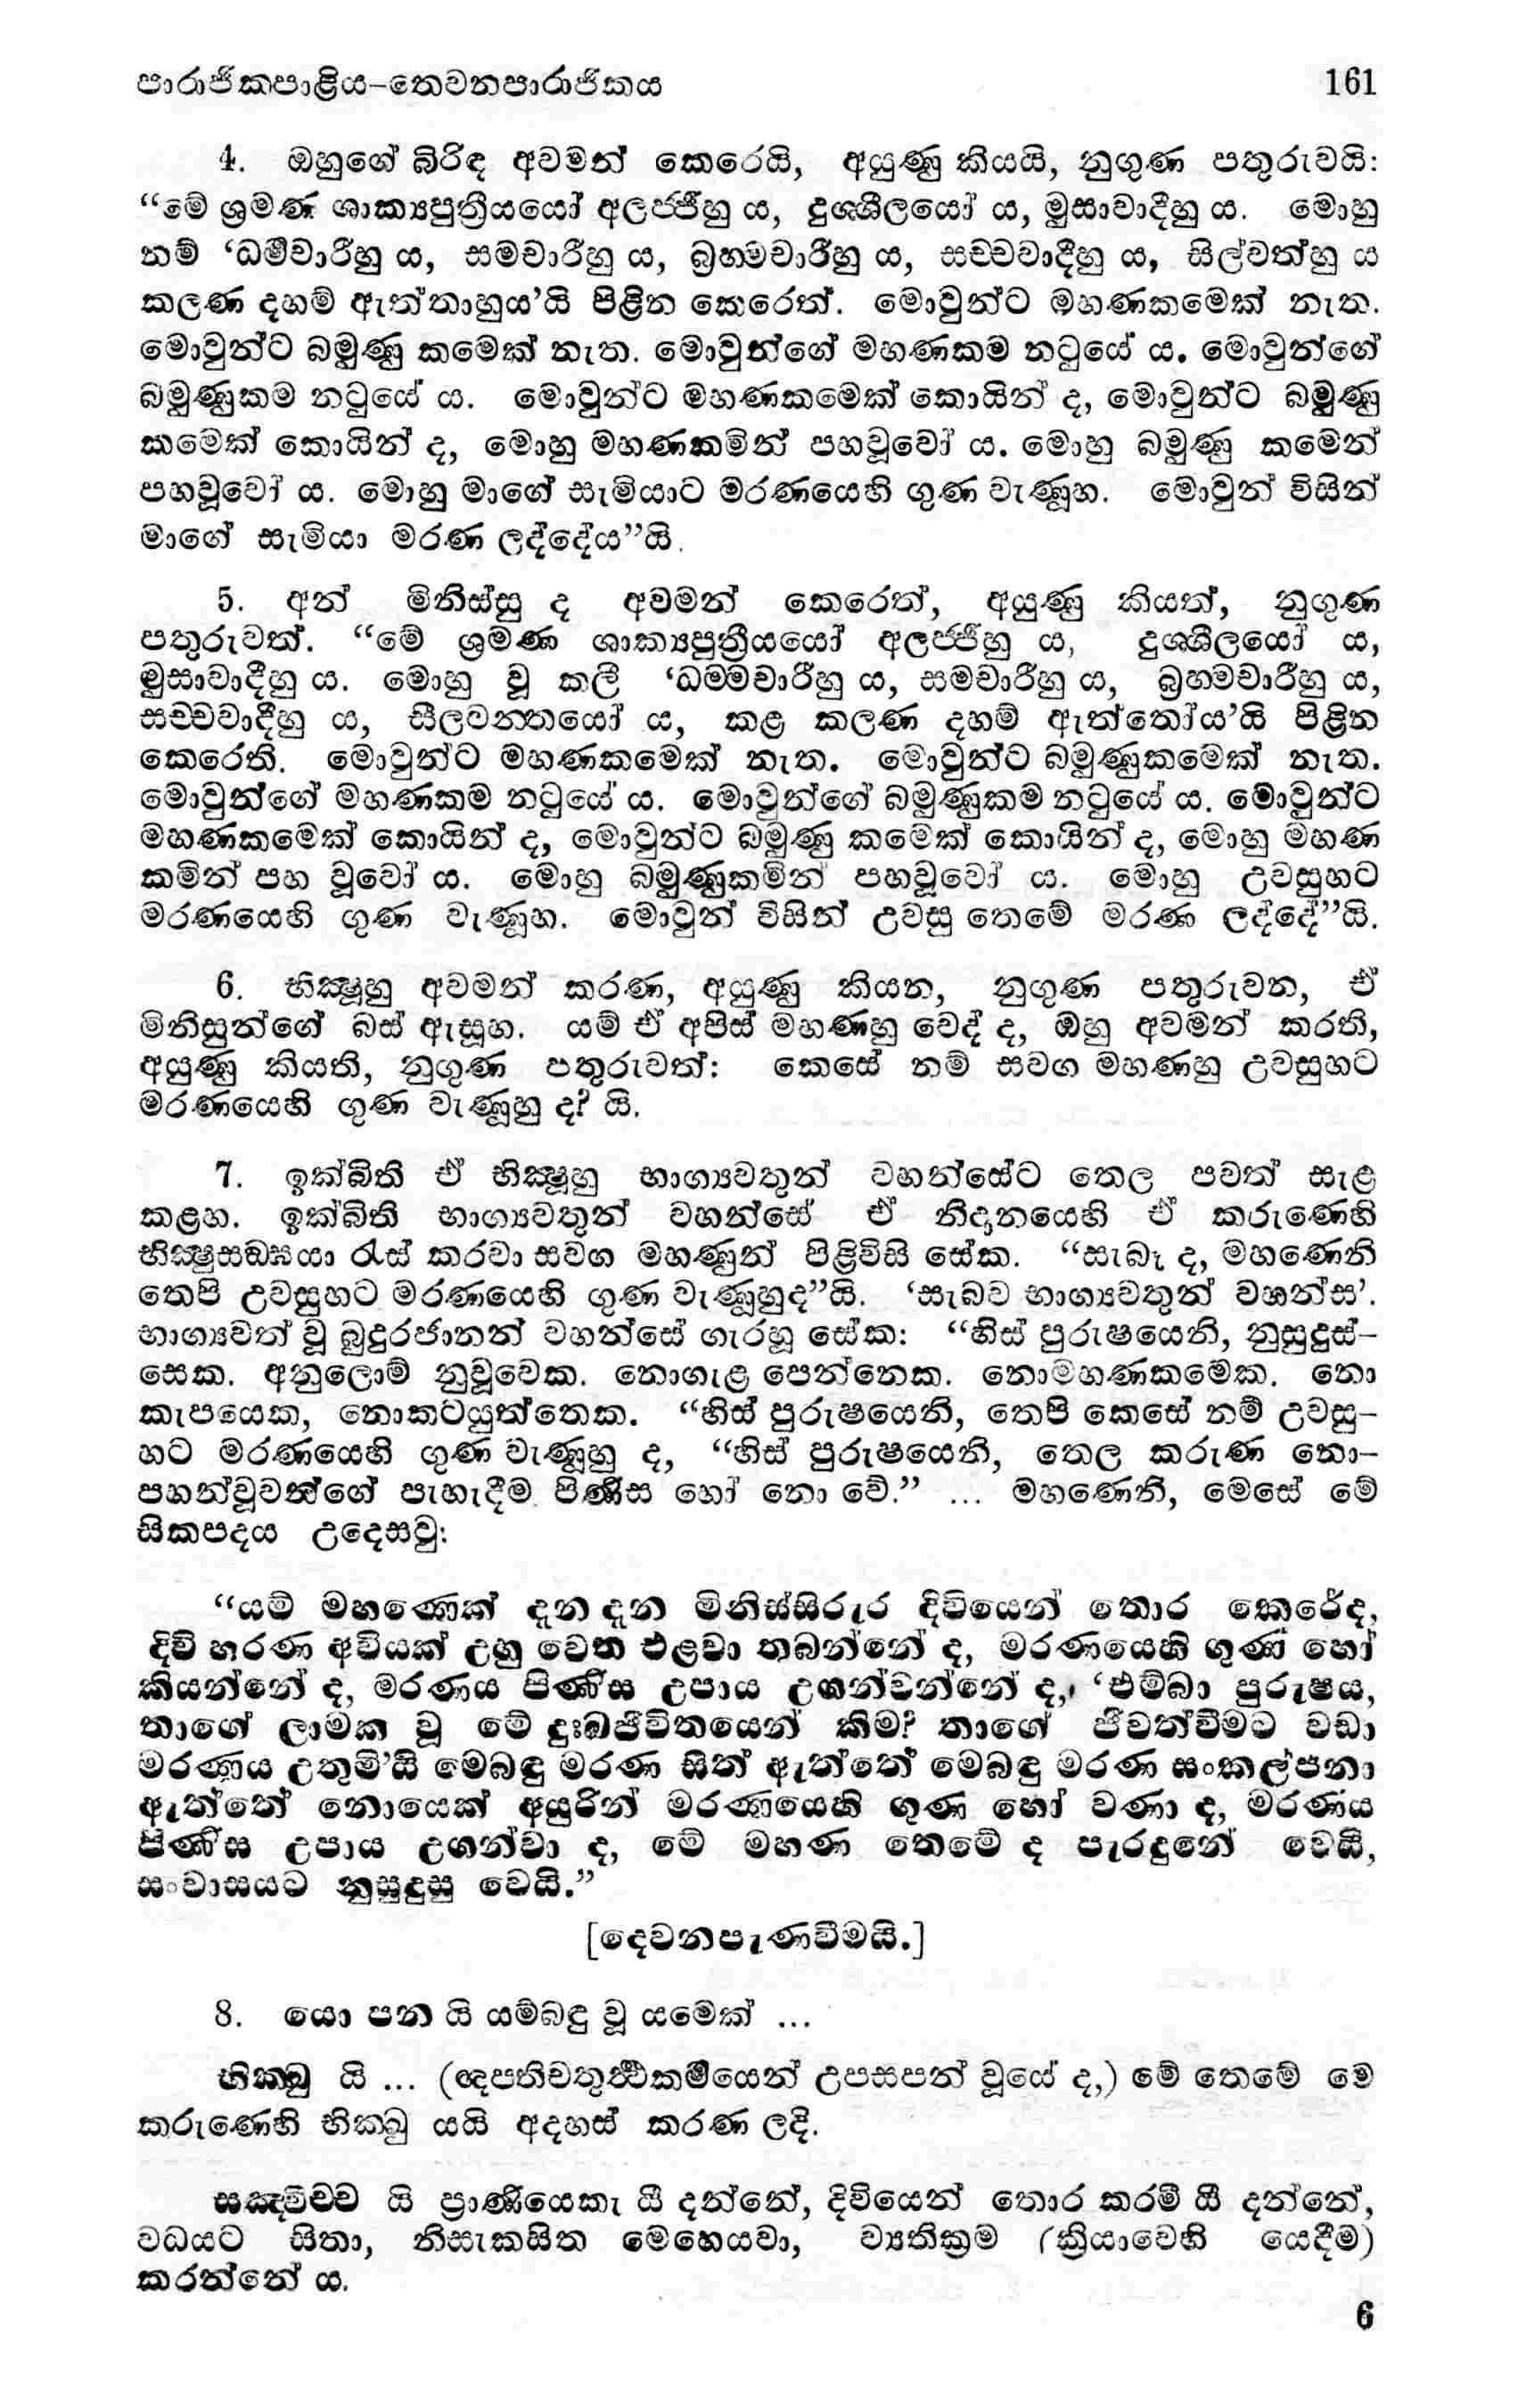 පාරාජිකපාළිය–තෙවනපාරාජිකය 161
4. ඔහුගේ බිරිඳ අවමන් කෙරෙයි, අයුණු කියයි, නුගුණ පතුරුවයි:
“මේ ශ්‍රමණ ශාක්‍යපුත්‍රීයයෝ අලජ්ජීහු ය, දුශ්ශීලයෝ ය, මුසාවාදීහු ය. මොහු
නම් ‘ධර්‍මචාරීහු ය, සමචාරීහු ය, බ්‍රහ්මචාරීහු ය, සච්චවාදීහු ය, සිල්වත්හු ය
කලණ දහම් ඇත්තාහුය’යි පිළින කෙරෙත්. මොවුන්ට මහණකමෙක් නැත.
මොවුන්ට බමුණු කමෙක් නැත. මොවුන්ගේ මහණකම නටුයේ ය. මොවුන්ගේ
බමුණුකම නටුයේ ය. මොවුන්ට මහණකමෙක් කොයින් ද, මොවුන්ට බමුණු
කමෙක් කොයින් ද, මොහු මහණකමින් පහවූවෝ ය. මොහු බමුණු කමෙන්
පහවූවෝ ය. මොහු මාගේ සැමියාට මරණයෙහි ගුණ වැණූහ. මොවුන් විසින්
මාගේ සැමියා මරණ ලද්දේය”යි.
5. අන් මිනිස්සු ද අවමන් කෙරෙත්, අයුණු කියත්, නුගුණ
පතුරුවත්. “මේ ශ්‍රමණ ශාක්‍යපුත්‍රීයයෝ අලජ්ජීහු ය, දුශ්ශීලයෝ ය,
මුසාවාදීහු ය. මොහු වූ කලී ‘ධම්මචාරීහු ය, සමචාරීහු ය, බ්‍රහ්මචාරීහු ය,
සච්චවාදීහු ය, සීලවන්තයෝ ය, කළ කලණ දහම් ඇත්තෝය’යි පිළින
කෙරෙති. මොවුන්ට මහණකමෙක් නැත. මොවුන්ට බමුණුකමෙක් නැත.
මොවුන්ගේ මහණකම නටුයේ ය. මොවුන්ගේ බමුණුකම නටුයේ ය. මොවුන්ට
මහණකමෙක් කොයින් ද, මොවුන්ට බමුණු කමෙක් කොයින් ද, මොහු මහණ
කමින් පහ වූවෝ ය. මොහු බමුණුකමින් පහවූවෝ ය. මොහු උවසුහට
මරණයෙහි ගුණ වැණූහ. මොවුන් විසින් උවසු තෙමේ මරණ ලද්දේ”යි.
6. භික්‍ෂූහු අවමන් කරණ, අයුණු කියන, නුගුණ පතුරුවන, ඒ
මිනිසුන්ගේ බස් ඇසූහ. යම් ඒ අපිස් මහණහු වෙද් ද, ඔහු අවමන් කරති,
අයුණු කියති, නුගුණ පතුරුවත්: කෙසේ නම් සවග මහණහු උවසුහට
මරණයෙහි ගුණ වැණූහු ද? යි.
7. ඉක්බිති ඒ භික්‍ෂූහු භාග්‍යවතුන් වහන්සේට තෙල පවත් සැළ
කළහ. ඉක්බිති භාග්‍යවතුන් වහන්සේ ඒ නිදානයෙහි ඒ කරුණෙහි
භික්‍ෂුසඞ්ඝයා රැස් කරවා සවග මහණුන් පිළිවිසි සේක. “සැබෑ ද, මහණෙනි
තෙපි උවසුහට මරණයෙහි ගුණ වැණූහුද”යි. ‘සැබව භාග්‍යවතුන් වහන්ස’.
භාග්‍යවත් වූ බුදුරජානන් වහන්සේ ගැරහූ සේක: “හිස් පුරුෂයෙනි, නුසුදුස්–
සෙක. අනුලොම් නුවූවෙක. නොගැළ පෙන්නෙක. නොමහණකමෙක. නො
කැපයෙක, නොකටයුත්තෙක. “හිස් පුරුෂයෙනි, තෙපි කෙසේ නම් උවසු–
හට මරණයෙහි ගුණ වැණූහු ද, “හිස් පුරුෂයෙනි, තෙල කරුණ නො–
පහන්වූවන්ගේ පැහැදීම පිණිස හෝ නො වේ.” ... මහණෙනි, මෙසේ මේ
සිකපදය උදෙසවු:
“යම් මහණෙක් දැන දැන මිනිස්සිරුර දිවියෙන් තොර කෙරේද,
දිවි හරණ අවියක් උහු වෙත එළවා තබන්නේ ද, මරණයෙහි ගුණ හෝ
කියන්නේ ද, මරණය පිණිස උපාය උගන්වන්නේ ද, ‘එම්බා පුරුෂය,
තාගේ ලාමක වූ මේ දුඃඛජීවිතයෙන් කිම? තාගේ ජීවත්වීමට වඩා
මරණය උතුම්’යි මෙබඳු මරණ සිත් ඇත්තේ මෙබඳු මරණ සංකල්පනා
ඇත්තේ නොයෙක් අයුරින් මරණයෙහි ගුණ හෝ වණා ද, මරණය
පිණිස උපාය උගන්වා ද, මේ මහණ තෙමේ ද පැරදුනේ වෙයි,
සංවාසයට නුසුදුසු වෙයි.”
[දෙවනපැණවීමයි.]
8. යො පන යි යම්බඳු වූ යමෙක් ...
භික්ඛු යි ... (ඤප්තිචතුර්‍ත්‍ථකර්‍මයෙන් උපසපන් වූයේ ද,) මේ තෙමේ මේ
කරුණෙහි භික්ඛු යයි අදහස් කරණ ලදි.
සඤ්චිච්ච යි ප්‍රාණියෙකැ යි දන්නේ, දිවියෙන් තොර කරමි යි දන්නේ,
වධයට සිතා, නිසැකසිත මෙහෙයවා, ව්‍යතික්‍රම (ක්‍රියාවෙහි යෙදීම)
කරන්නේ ය.
6